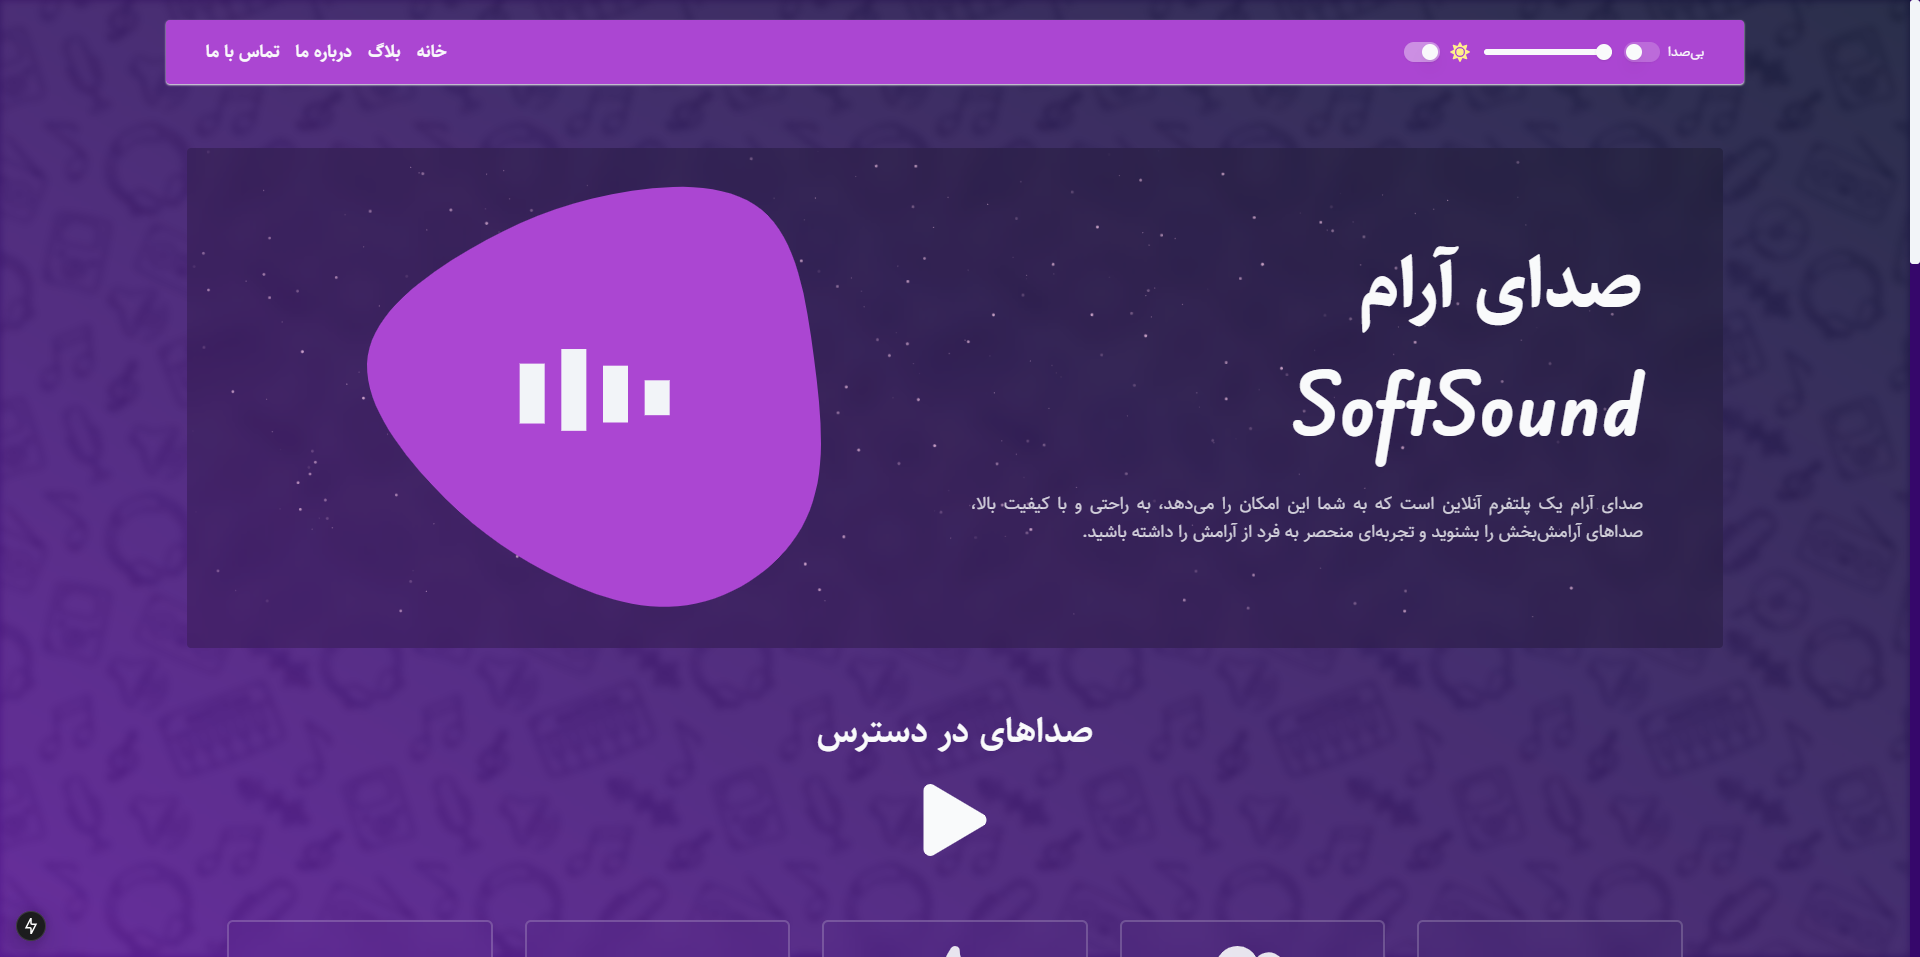 بی‌صدا
خانه بلاگ درباره ما تماس با ما
صدای آرام
SoftSound
صدای آرام یک پلتفرم آنلاین است که به شما این امکان را می‌دهد، به راحتی و با کیفیت بالا،
صداهای آرامش‌بخش را بشنوید و تجربه‌ای منحصر به فرد از آرامش را داشته باشید.
صداهای در دسترس